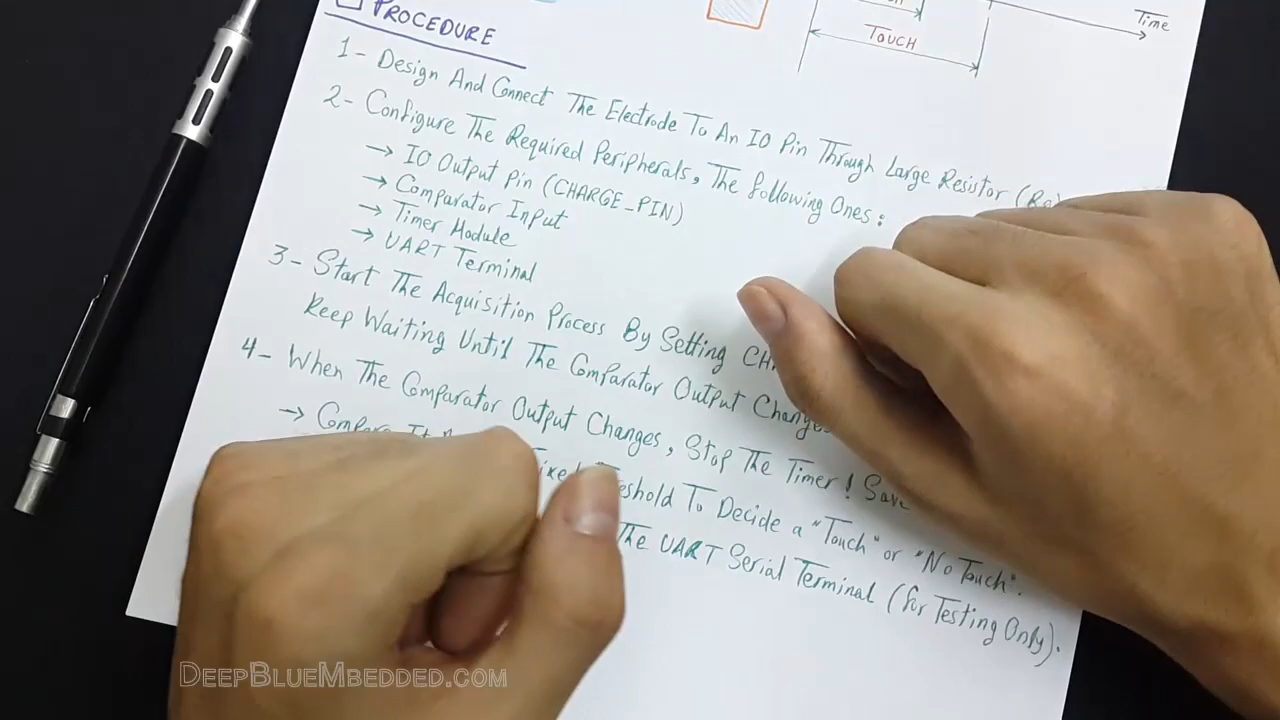 Time
TOUCH
PROCEDURE
1- Design And Connect The Electrode To An IO Pin Through Large Resistor
2- Configure The Required Peripherals, The following Ones:
→ IO Output Pin (CHARGE_PIN)
→ Comparator Input
→ Timer Module
→ UART Terminal
3- Start The Acquisition Process By Setting
Keep Waiting Until The Comparator Output Changes
4- When The Comparator Output Changes, Stop The Timer! Save
→ Compare It To Decide a "Touch" or "No Touch".
The UART Serial Terminal (for Testing Only).
DEEPBLUEMBEDDED.COM